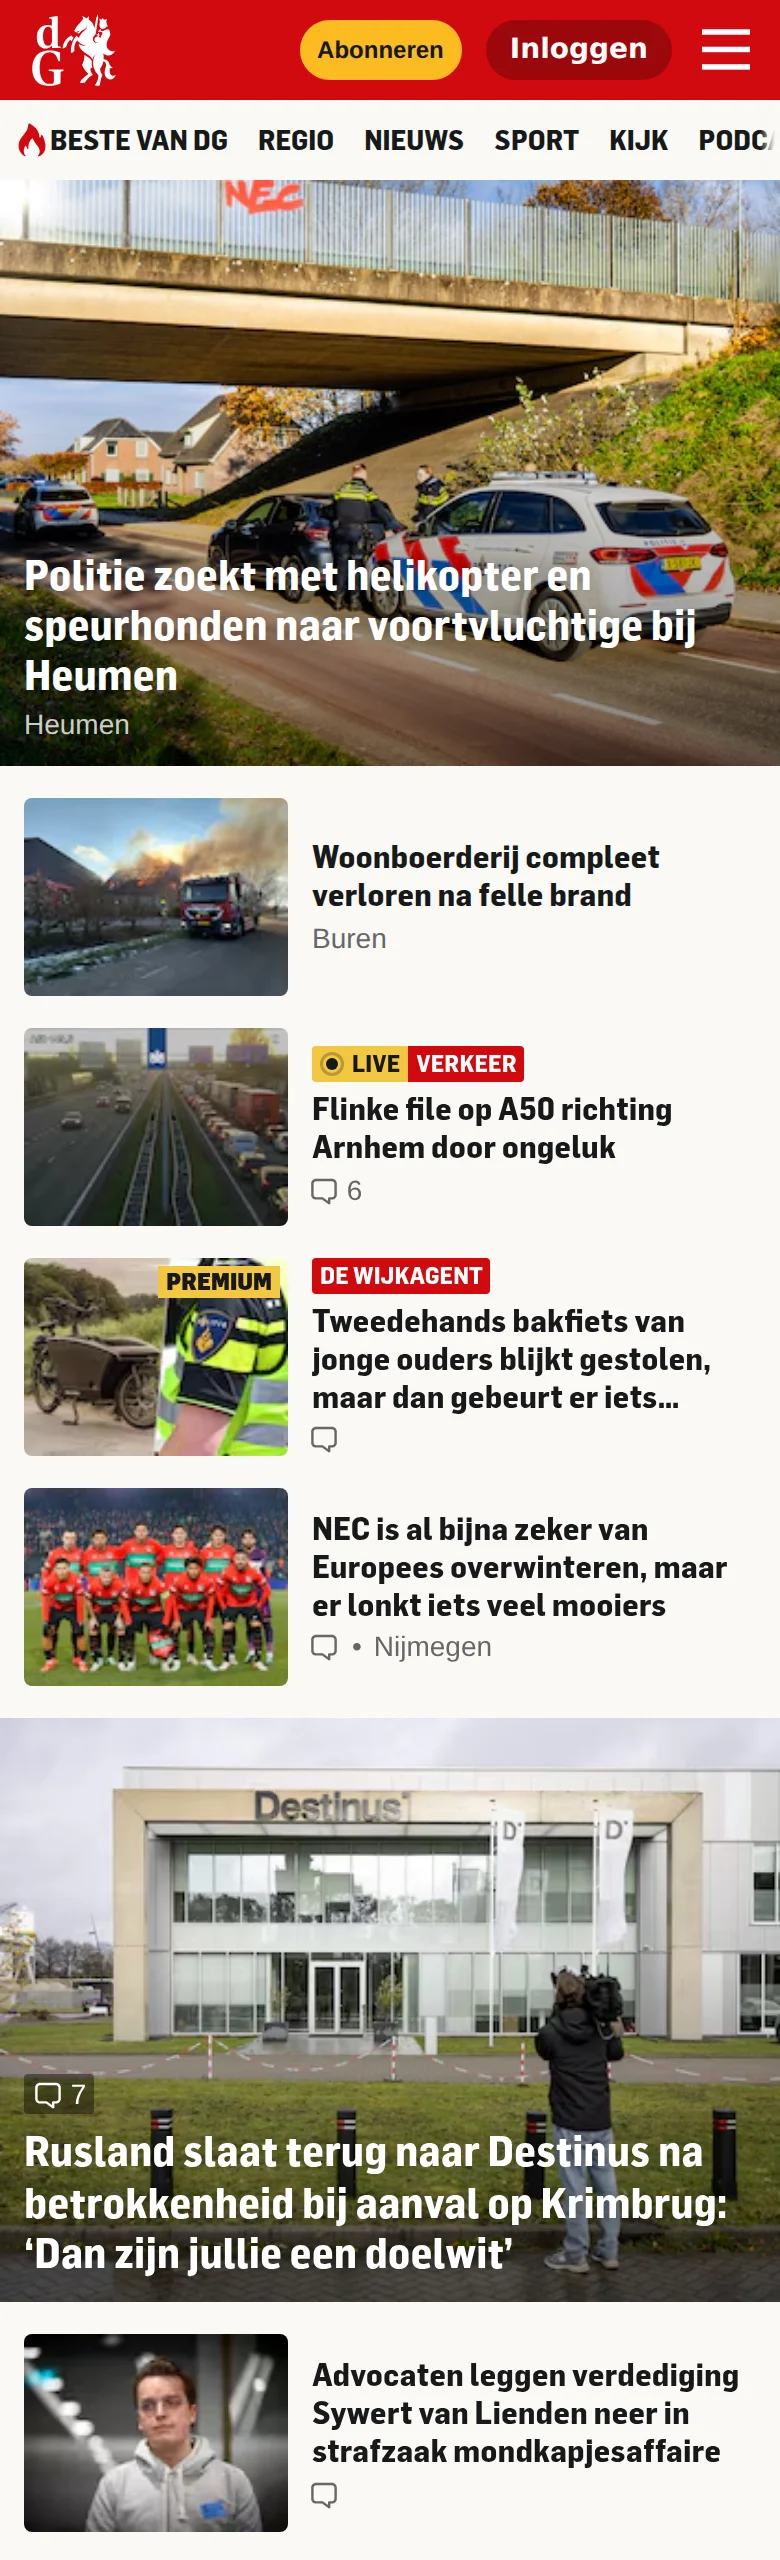 dG
Abonneren
Inloggen
BESTE VAN DG REGIO NIEUWS SPORT KIJK PODCA
NEC
POLITIE
Politie zoekt met helikopter en
speurhonden naar voortvluchtige bij
Heumen
Heumen
Woonboerderij compleet
verloren na felle brand
Buren
LIVE VERKEER
Flinke file op A50 richting
Arnhem door ongeluk
6
PREMIUM
DE WIJKAGENT
Tweedehands bakfiets van
jonge ouders blijkt gestolen,
maar dan gebeurt er iets...
NEC is al bijna zeker van
Europees overwinteren, maar
er lonkt iets veel mooiers
• Nijmegen
Destinus
D
D
7
Rusland slaat terug naar Destinus na
betrokkenheid bij aanval op Krimbrug:
‘Dan zijn jullie een doelwit’
Advocaten leggen verdediging
Sywert van Lienden neer in
strafzaak mondkapjesaffaire